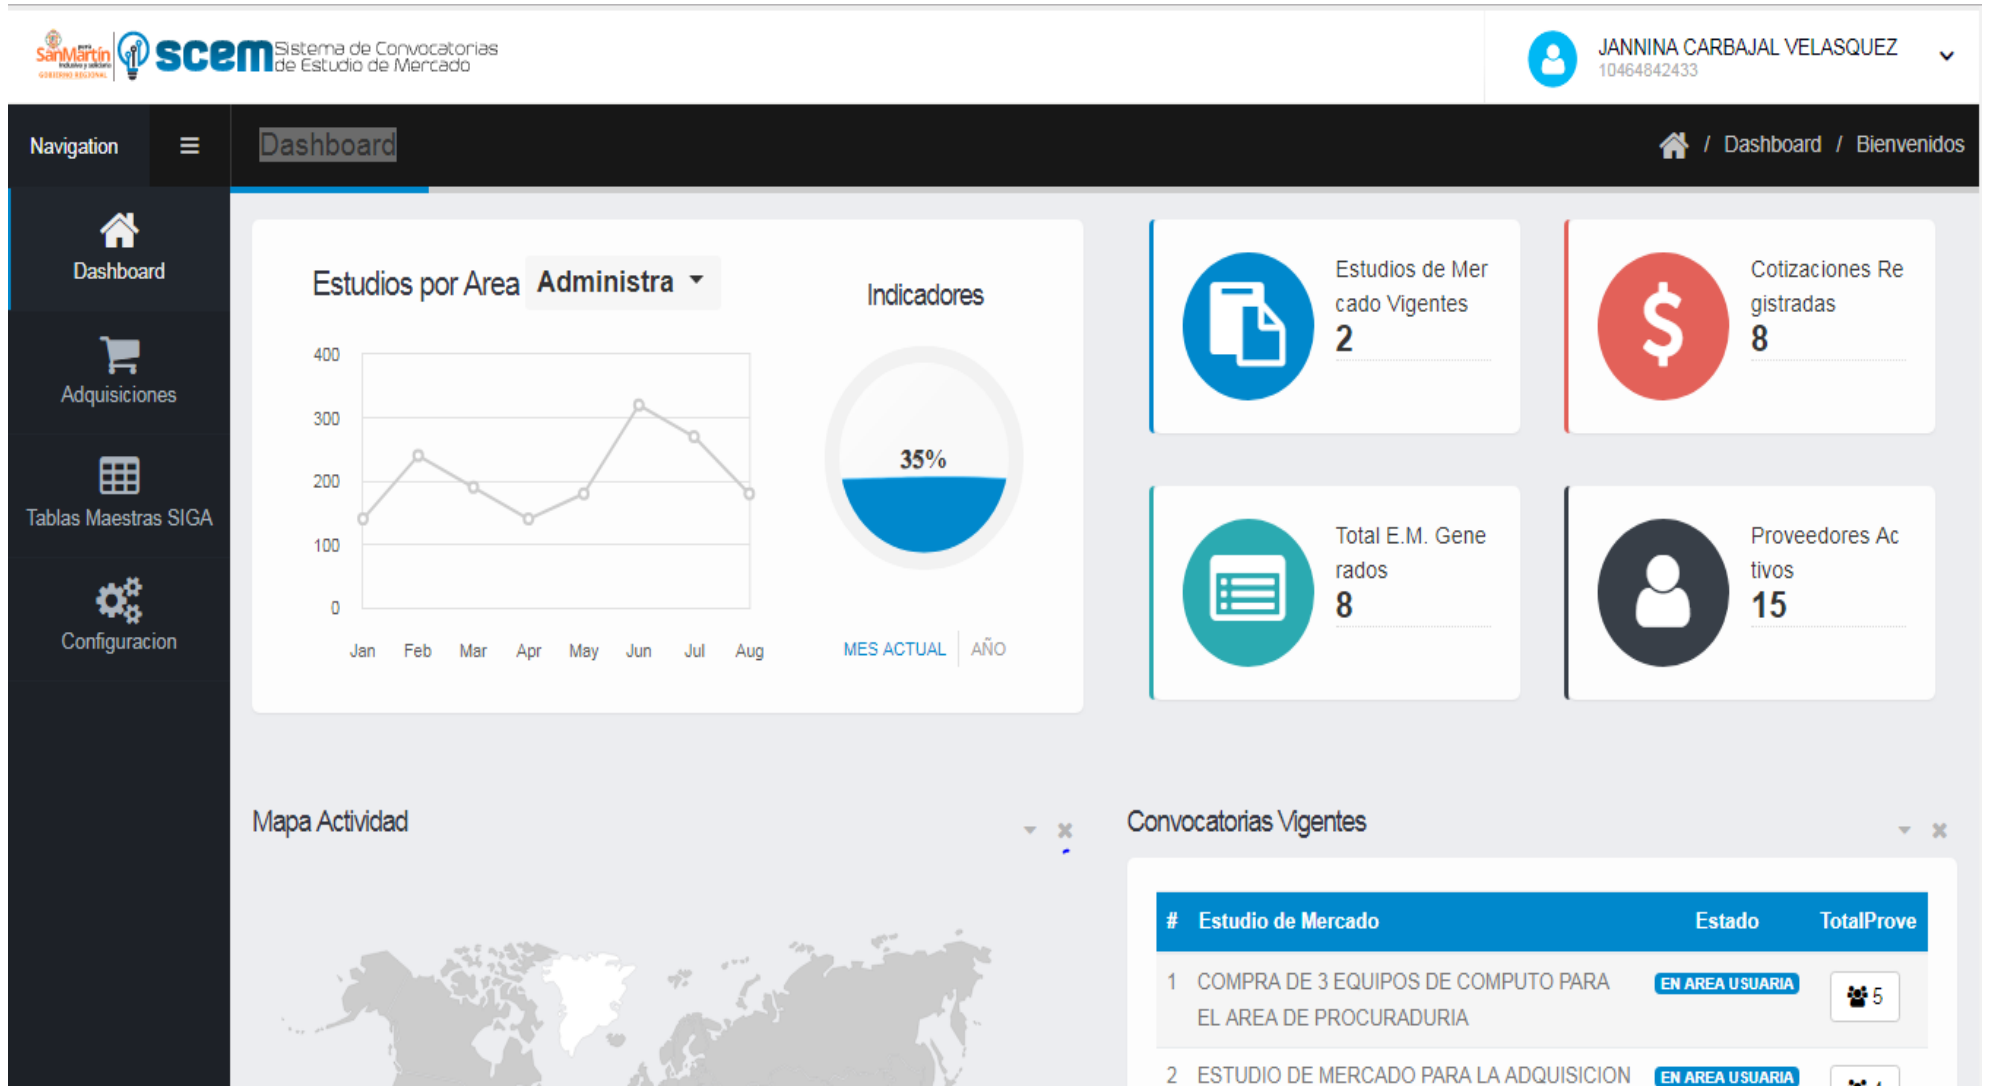 perú
SanMartín
GOBIERNO REGIONAL
scem
Sistema de Convocatorias
de Estudio de Mercado
JANNINA CARBAJAL VELASQUEZ
10464842433
Navigation
Dashboard
/ Dashboard / Bienvenidos
Dashboard
Adquisiciones
Tablas Maestras SIGA
Configuracion
Estudios por Area Administra
400
300
200
100
0
Jan Feb Mar Apr May Jun Jul Aug
Indicadores
35%
MES ACTUAL AÑO
Estudios de Mer
cado Vigentes
2
Cotizaciones Re
gistradas
8
Total E.M. Gene
rados
8
Proveedores Ac
tivos
15
Mapa Actividad
Convocatorias Vigentes
# Estudio de Mercado Estado TotalProve
1 COMPRA DE 3 EQUIPOS DE COMPUTO PARA EN AREA USUARIA 5
EL AREA DE PROCURADURIA
2 ESTUDIO DE MERCADO PARA LA ADQUISICION EN AREA USUARIA